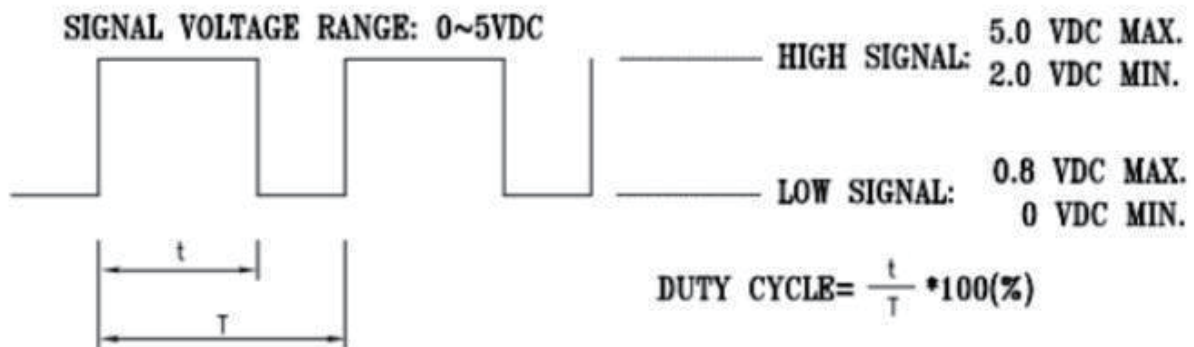 SIGNAL VOLTAGE RANGE: 0~5VDC
HIGH SIGNAL: 5.0 VDC MAX.
2.0 VDC MIN.
LOW SIGNAL: 0.8 VDC MAX.
0 VDC MIN.
t
T
DUTY CYCLE= t/T *100(%)